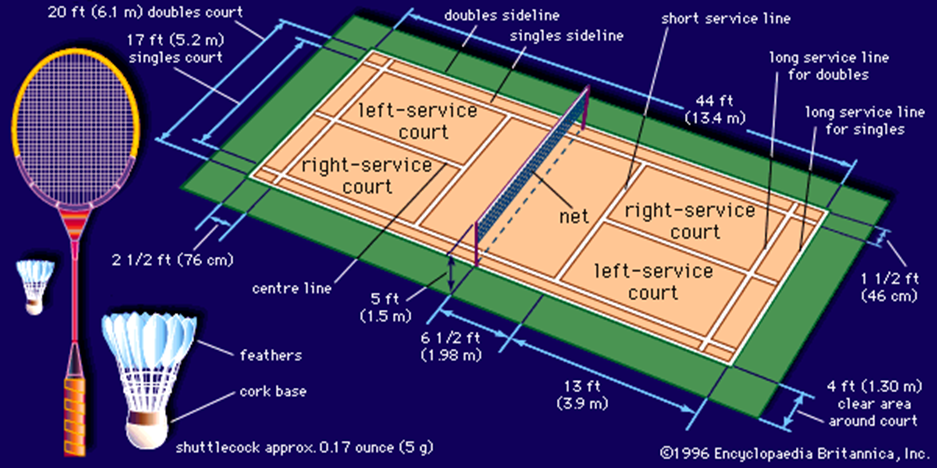 20 ft (6.1 m) doubles court
17 ft (5.2 m)
singles court
doubles sideline
singles sideline
short service line
long service line
for doubles
44 ft
(13.4 m)
long service line
for singles
left-service
court
right-service
court
net
right-service
court
left-service
court
2 1/2 ft (76 cm)
centre line
5 ft
(1.5 m)
1 1/2 ft
(46 cm)
6 1/2 ft
(1.98 m)
13 ft
(3.9 m)
4 ft (1.30 m)
clear area
around court
feathers
cork base
shuttlecock approx. 0.17 ounce (5 g)
©1996 Encyclopaedia Britannica, Inc.